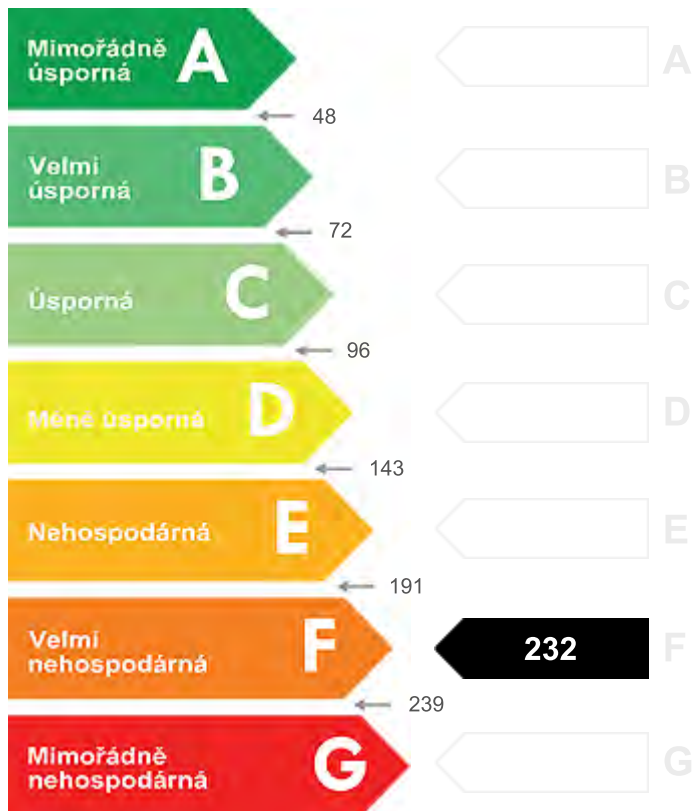 Mimořádně
úsporná
A
A
48
Velmi
úsporná
B
B
72
Úsporná
C
C
96
Méně úsporná
D
D
143
Nehospodárná
E
E
191
Velmi
nehospodárná
F
232
F
239
Mimořádně
nehospodárná
G
G